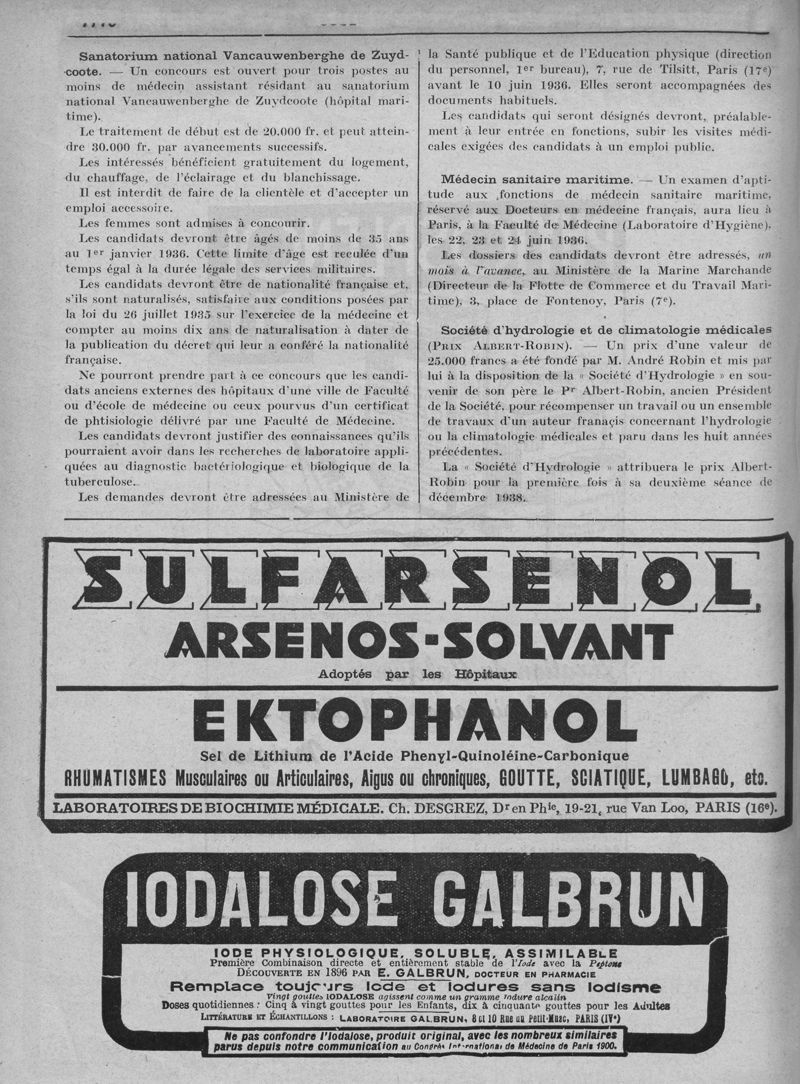 Sanatorium national Vancauwenberghe de Zuyd-
coote. — Un concours est ouvert pour trois postes au
moins de médecin assistant résidant au sanatorium
national Vancauwenberghe de Zuydcoote (hôpital mari-
time).
Le traitement de début est de 20.000 fr. et peut attein-
dre 30.000 fr. par avancements successifs.
Les intéressés bénéficient gratuitement du logement,
du chauffage, de l'éclairage et du blanchissage.
Il est interdit de faire de la clientèle et d'accepter un
emploi accessoire.
Les femmes sont admises à concourir.
Les candidats devront être âgés de moins de 35 ans
au 1er janvier 1936. Cette limite d'âge est reculée d'un
temps égal à la durée légale des services militaires.
Les candidats devront être de nationalité française et,
s'ils sont naturalisés, satisfaire aux conditions posées par
la loi du 26 juillet 1935 sur l'exercice de la médecine et
compter au moins dix ans de naturalisation à dater de
la publication du décret qui leur a conféré la nationalité
française.
Ne pourront prendre part à ce concours que les candi-
dats anciens externes des hôpitaux d'une ville de Faculté
ou d'école de médecine ou ceux pourvus d'un certificat
de phtisiologie délivré par une Faculté de Médecine.
Les candidats devront justifier des connaissances qu'ils
pourraient avoir dans les recherches de laboratoire appli-
quées au diagnostic bactériologique et biologique de la
tuberculose.
Les demandes devront être adressées au Ministère de
la Santé publique et de l'Education physique (direction
du personnel, 1er bureau), 7, rue de Tilsitt, Paris (17e)
avant le 10 juin 1936. Elles seront accompagnées des
documents habituels.
Les candidats qui seront désignés devront, préalable-
ment à leur entrée en fonctions, subir les visites médi-
cales exigées des candidats à un emploi public.
Médecin sanitaire maritime. — Un examen d'apti-
tude aux fonctions de médecin sanitaire maritime,
réservé aux Docteurs en médecine français, aura lieu à
Paris, à la Faculté de Médecine (Laboratoire d'Hygiène),
les 22, 23 et 24 juin 1936.
Les dossiers des candidats devront être adressés, un
mois à l'avance, au Ministère de la Marine Marchande
(Directeur de la Flotte de Commerce et du Travail Mari-
time), 3, place de Fontenoy, Paris (7e).
Société d'hydrologie et de climatologie médicales
(PRIX ALBERT-ROBIN). — Un prix d'une valeur de
25.000 francs a été fondé par M. André Robin et mis par
lui à la disposition de la « Société d'Hydrologie » en sou-
venir de son père le Pr Albert-Robin, ancien Président
de la Société, pour récompenser un travail ou un ensemble
de travaux d'un auteur franaçis concernant l'hydrologie
ou la climatologie médicales et paru dans les huit années
précédentes.
La « Société d'Hydrologie » attribuera le prix Albert-
Robin pour la première fois à sa deuxième séance de
décembre 1938.
SULFARSENOL
ARSENOS-SOLVANT
Adoptés par les Hôpitaux
EKTOPHANOL
Sel de Lithium de l'Acide Phenyl-Quinoléine-Carbonique
RHUMATISMES Musculaires ou Articulaires, Aigus ou chroniques, GOUTTE, SCIATIQUE, LUMBAGO, etc.
LABORATOIRES DE BIOCHIMIE MÉDICALE. Ch. DESGREZ, Dr en Phie, 19-21, rue Van Loo, PARIS (16e).
IODALOSE GALBRUN
IODE PHYSIOLOGIQUE, SOLUBLE, ASSIMILABLE
Première Combinaison directe et entièrement stable de l'Iode avec la Peptone
DÉCOUVERTE EN 1896 PAR E. GALBRUN, DOCTEUR EN PHARMACIE
Remplace toujours Iode et Iodures sans Iodisme
Vingt gouttes IODALOSE agissent comme un gramme Iodure alcalin
Doses quotidiennes : Cinq à vingt gouttes pour les Enfants, dix à cinquante gouttes pour les Adultes
LITTÉRATURE ET ÉCHANTILLONS : LABORATOIRE GALBRUN, 8 et 10 Rue du Petit-Musc, PARIS (IVe)
Ne pas confondre l'Iodalose, produit original, avec les nombreux similaires
parus depuis notre communication au Congrès International de Médecine de Paris 1900.